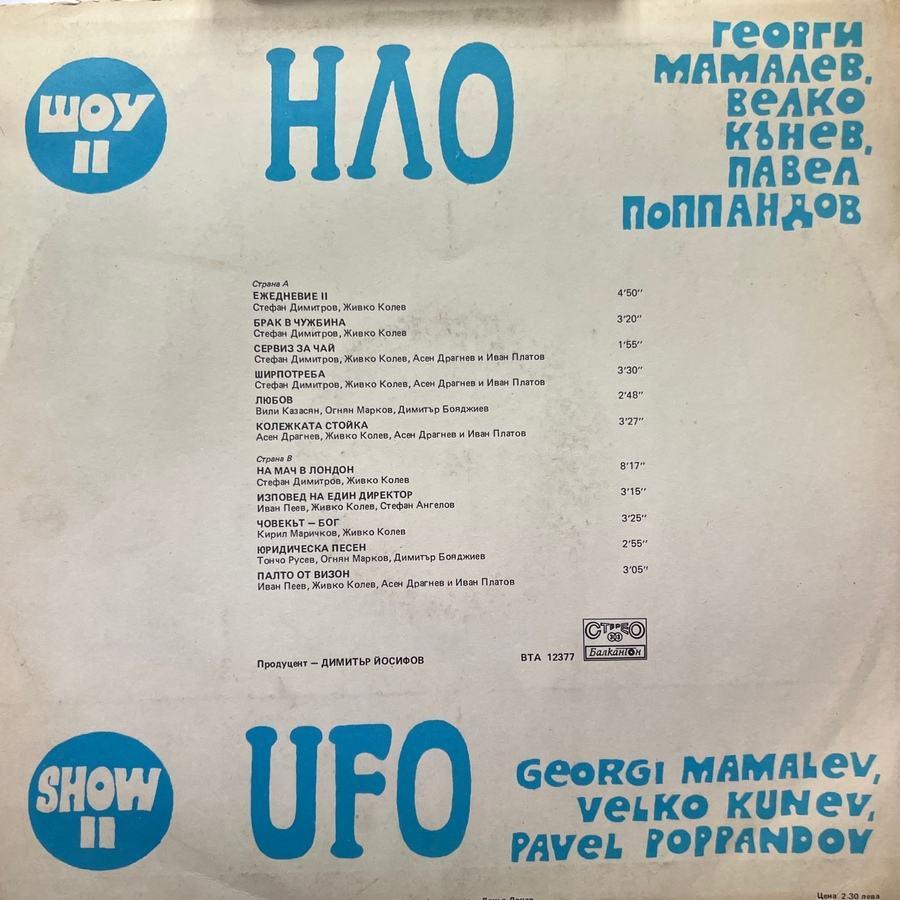 ШОУ
II
НЛО
ГЕОРГИ
МАМАЛЕВ,
ВЕЛКО
КЪНЕВ,
ПАВЕЛ
ПОППАНДОВ
Страна А
ЕЖЕДНЕВИЕ II 4'50''
Стефан Димитров, Живко Колев
БРАК В ЧУЖБИНА 3'20''
Стефан Димитров, Живко Колев
СЕРВИЗ ЗА ЧАЙ 1'55''
Стефан Димитров, Живко Колев, Асен Драгнев и Иван Платов
ШИРПОТРЕБА 3'30''
Стефан Димитров, Живко Колев, Асен Драгнев и Иван Платов
ЛЮБОВ 2'48''
Вили Казасян, Огнян Марков, Димитър Бояджиев
КОЛЕЖКАТА СТОЙКА 3'27''
Асен Драгнев, Живко Колев, Асен Драгнев и Иван Платов
Страна В
НА МАЧ В ЛОНДОН 8'17''
Стефан Димитров, Живко Колев
ИЗПОВЕД НА ЕДИН ДИРЕКТОР 3'15''
Иван Пеев, Живко Колев, Стефан Ангелов
ЧОВЕКЪТ — БОГ 3'25''
Кирил Маричков, Живко Колев
ЮРИДИЧЕСКА ПЕСЕН 2'55''
Тончо Русев, Огнян Марков, Димитър Бояджиев
ПАЛТО ОТ ВИЗОН 3'05''
Иван Пеев, Живко Колев, Асен Драгнев и Иван Платов
Продуцент — ДИМИТЪР ЙОСИФОВ
ВТА 12377
СТЕРЕО
33
Балкантон
SHOW
II
UFO
GEORGI MAMALEV,
VELKO KUNEV,
PAVEL POPPANDOV
Цена 2.30 лева